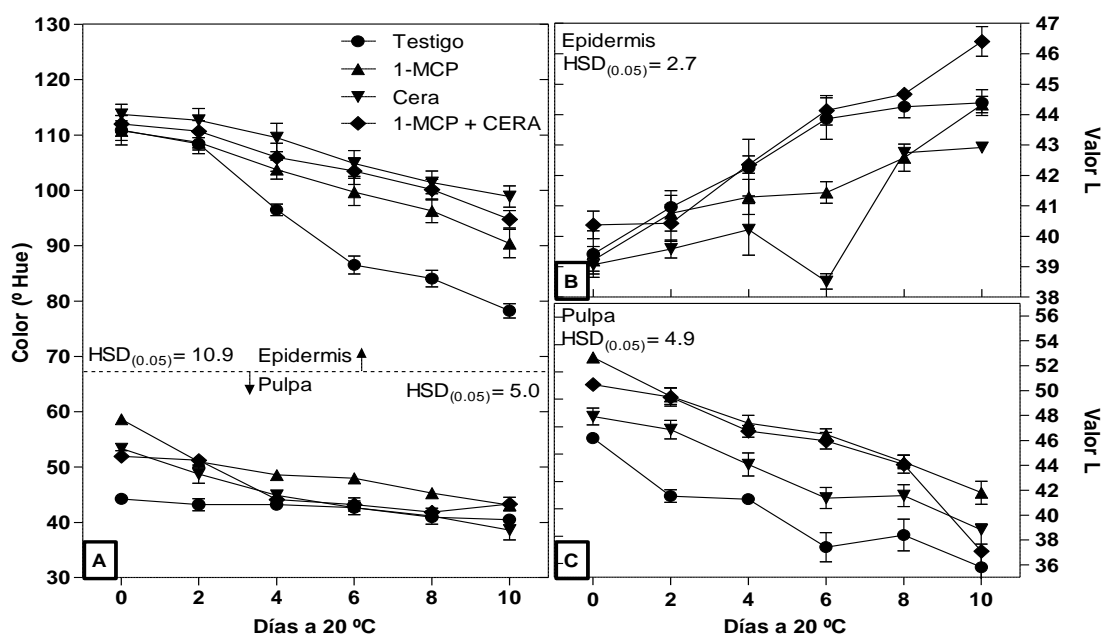 130
120
110
100
90
80
70
60
50
40
30
Color (º Hue)
Testigo
1-MCP
Cera
1-MCP + CERA
HSD(0.05)= 10.9
Epidermis
Pulpa
HSD(0.05)= 5.0
A
0 2 4 6 8 10
Días a 20 ºC
Epidermis
HSD(0.05)= 2.7
B
47
46
45
44
43
42
41
40
39
38
Valor L
Pulpa
HSD(0.05)= 4.9
C
56
54
52
50
48
46
44
42
40
38
36
Valor L
0 2 4 6 8 10
Días a 20 ºC